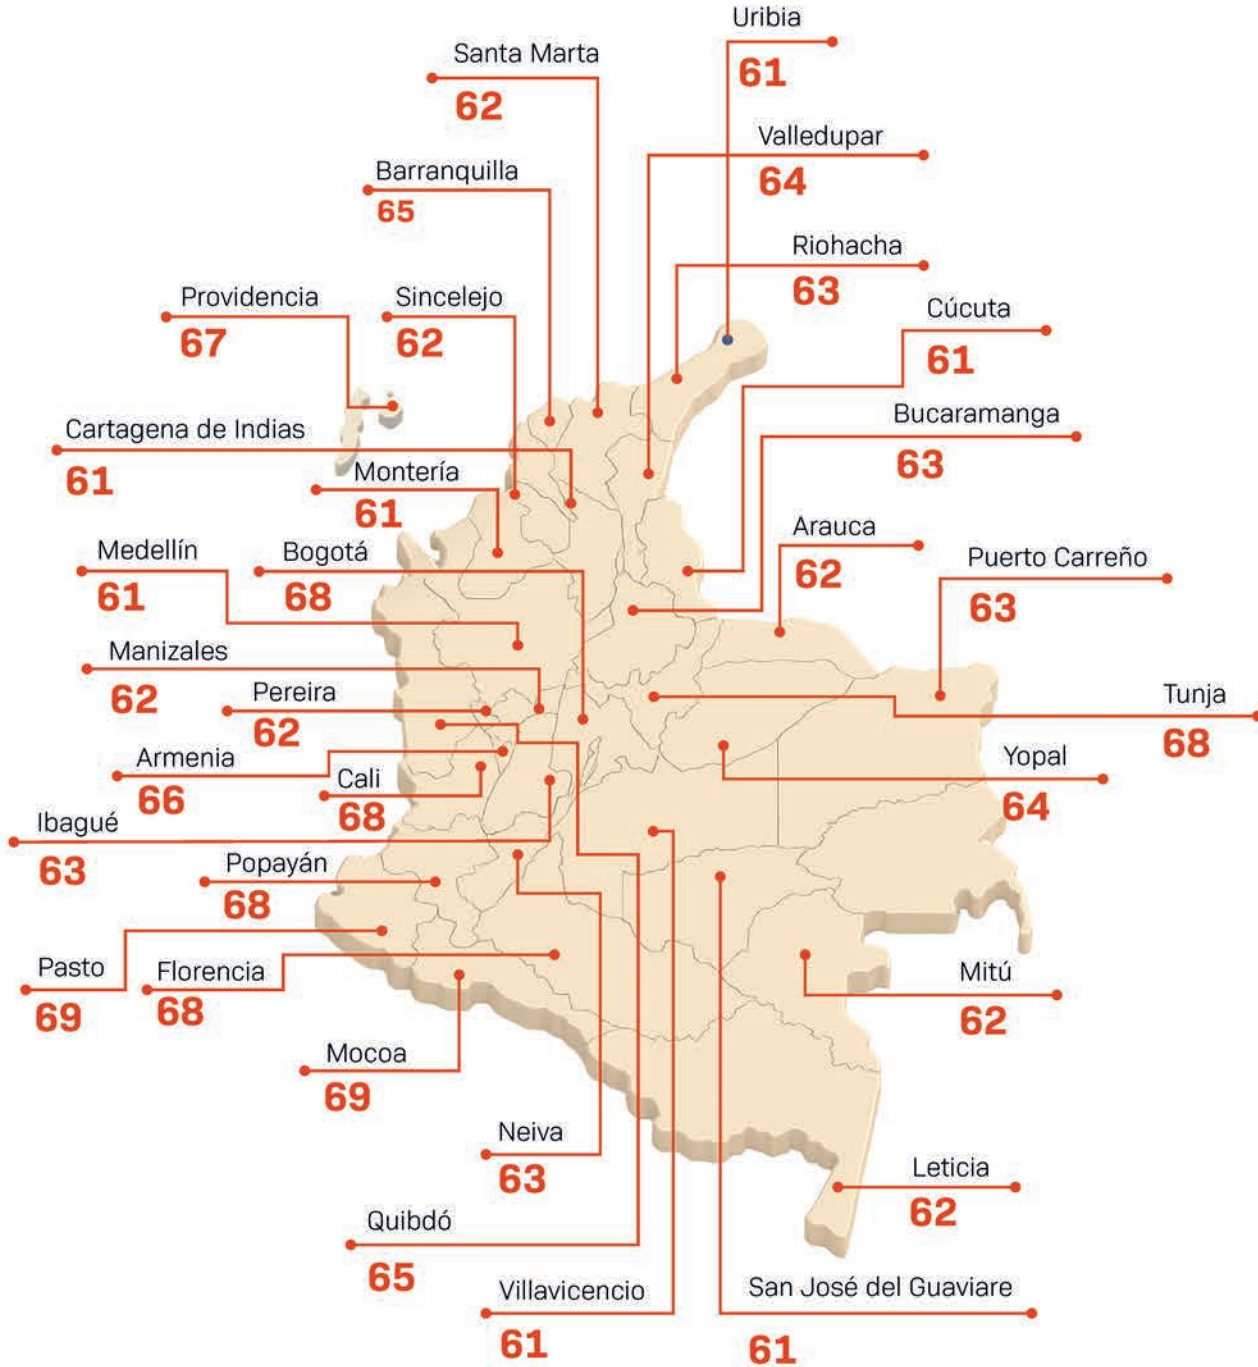 Uribia
61
Santa Marta
62
Valledupar
64
Barranquilla
65
Riohacha
63
Providencia
67
Sincelejo
62
Cúcuta
61
Cartagena de Indias
61
Bucaramanga
63
Montería
61
Medellín
61
Bogotá
68
Arauca
62
Puerto Carreño
63
Manizales
62
Pereira
62
Tunja
68
Armenia
66
Cali
68
Yopal
64
Ibagué
63
Popayán
68
Pasto
69
Florencia
68
Mitú
62
Mocoa
69
Neiva
63
Leticia
62
Quibdó
65
Villavicencio
61
San José del Guaviare
61